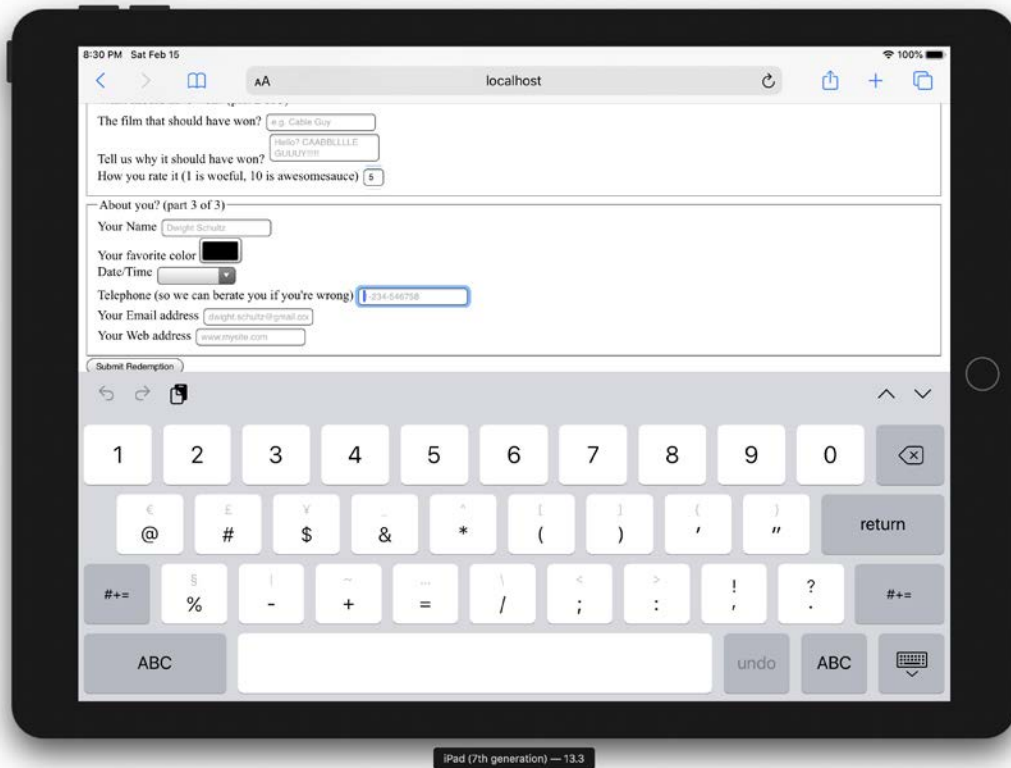 8:30 PM Sat Feb 15
100%
AA
localhost
The film that should have won? e.g. Cable Guy
Hello? CAABBLLLLE
GUUUY!!!!!
Tell us why it should have won?
How you rate it (1 is woeful, 10 is awesomesauce) 5
About you? (part 3 of 3)
Your Name Dwight Schultz
Your favorite color
Date/Time
Telephone (so we can berate you if you're wrong) 1-234-546758
Your Email address dwight.schultz@gmail.co
Your Web address www.mysite.com
Submit Redemption
1 2 3 4 5 6 7 8 9 0
€ £ ¥ _ ^ [ ] { }
@ # $ & * ( ) ' "
return
§ | ~ … \ < > ! ?
#+= % - + = / ; : , . #+=
ABC undo ABC
iPad (7th generation) — 13.3